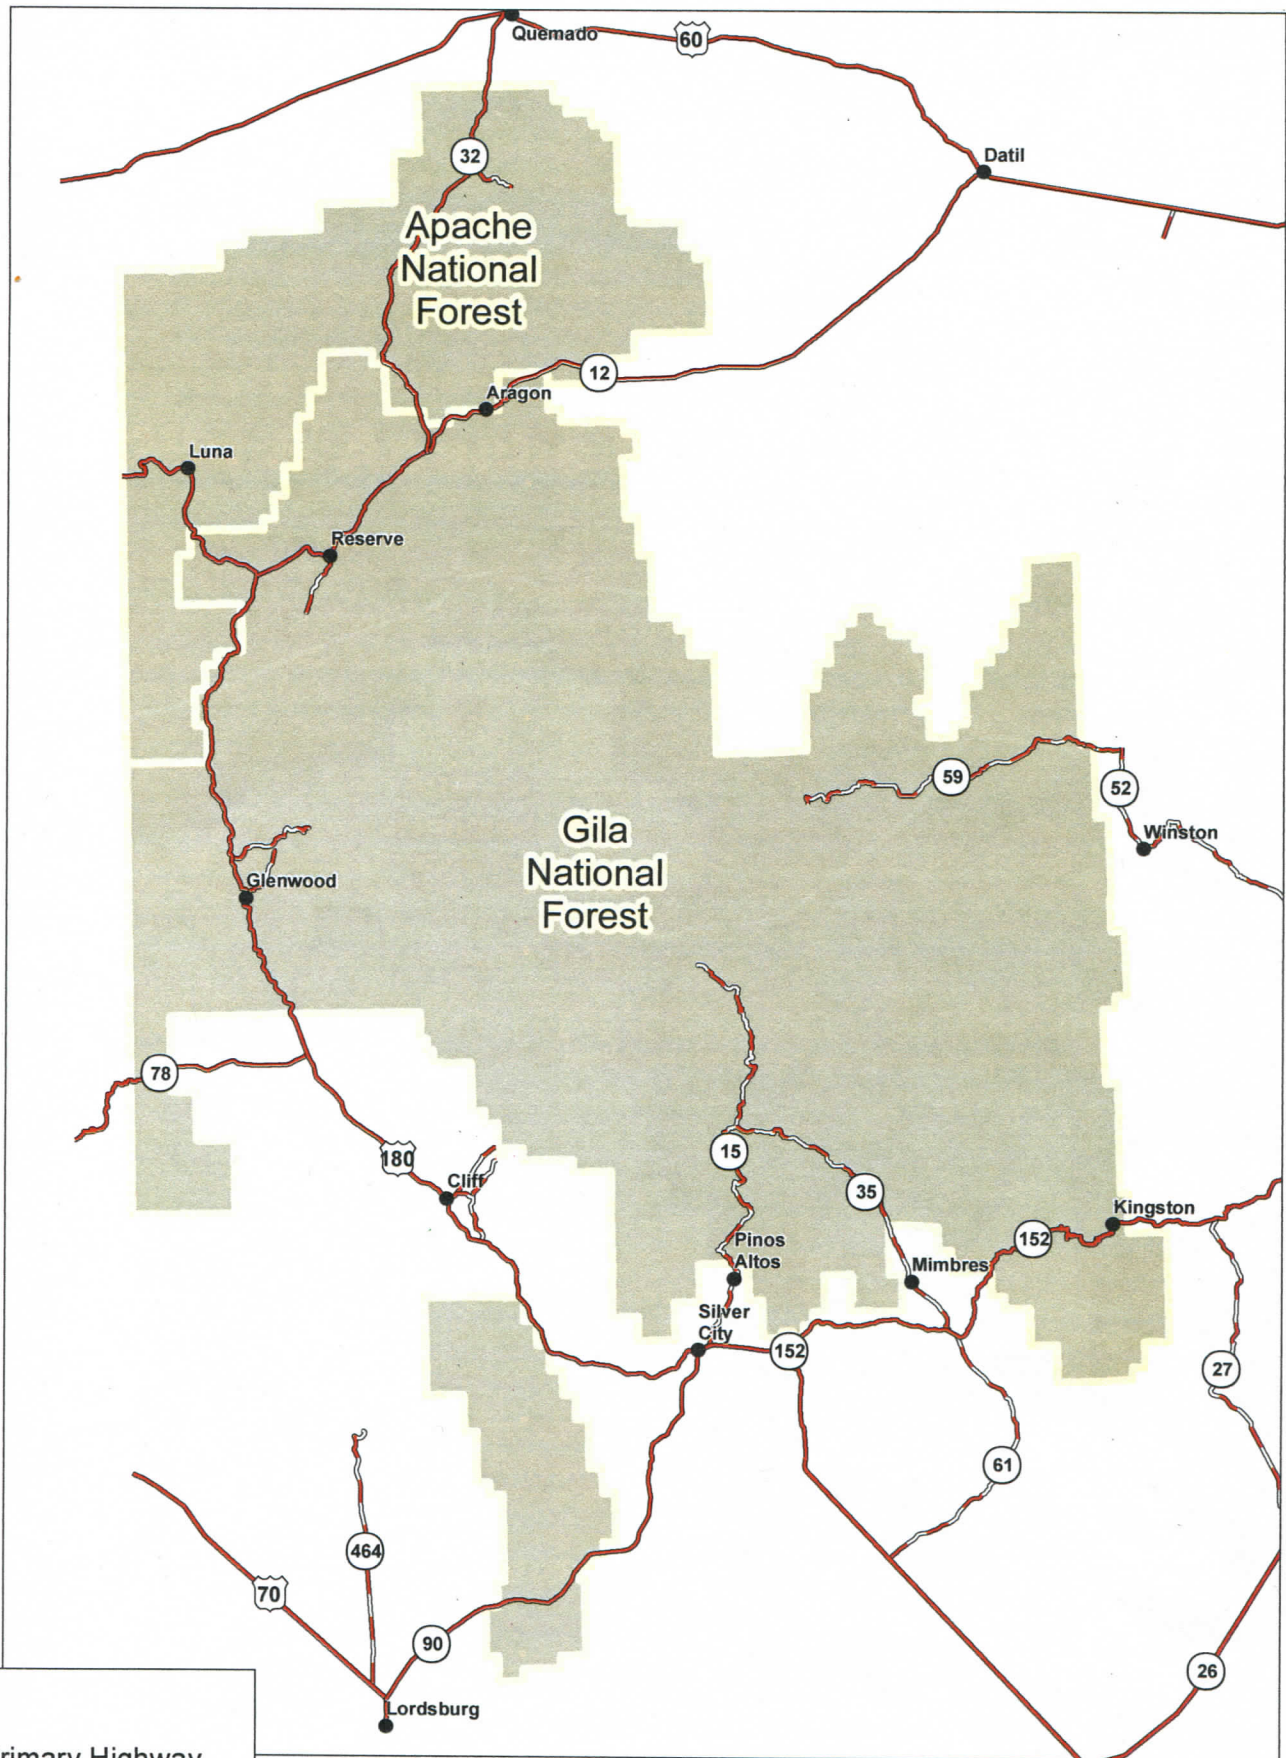 Quemado
60
32
Datil
Apache
National
Forest
12
Aragon
Luna
Reserve
59
52
Winston
Gila
National
Forest
Glenwood
78
180
15
35
Cliff
Kingston
152
Pinos
Altos
Mimbres
Silver
City
152
27
61
464
70
90
26
Lordsburg
rimary Highway